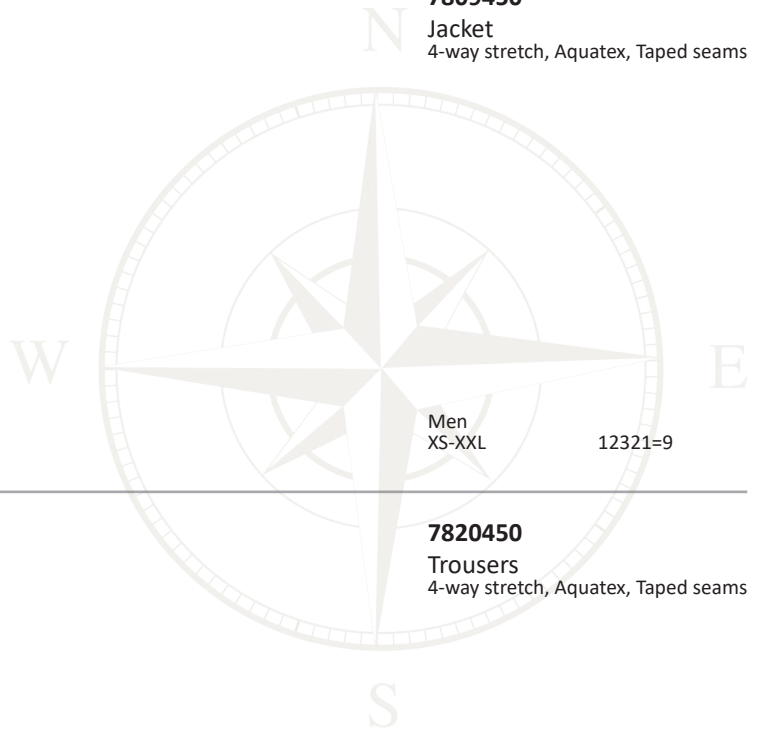 7809450
Jacket
4-way stretch, Aquatex, Taped seams
N
W
E
Men
XS-XXL 12321=9
7820450
Trousers
4-way stretch, Aquatex, Taped seams
S